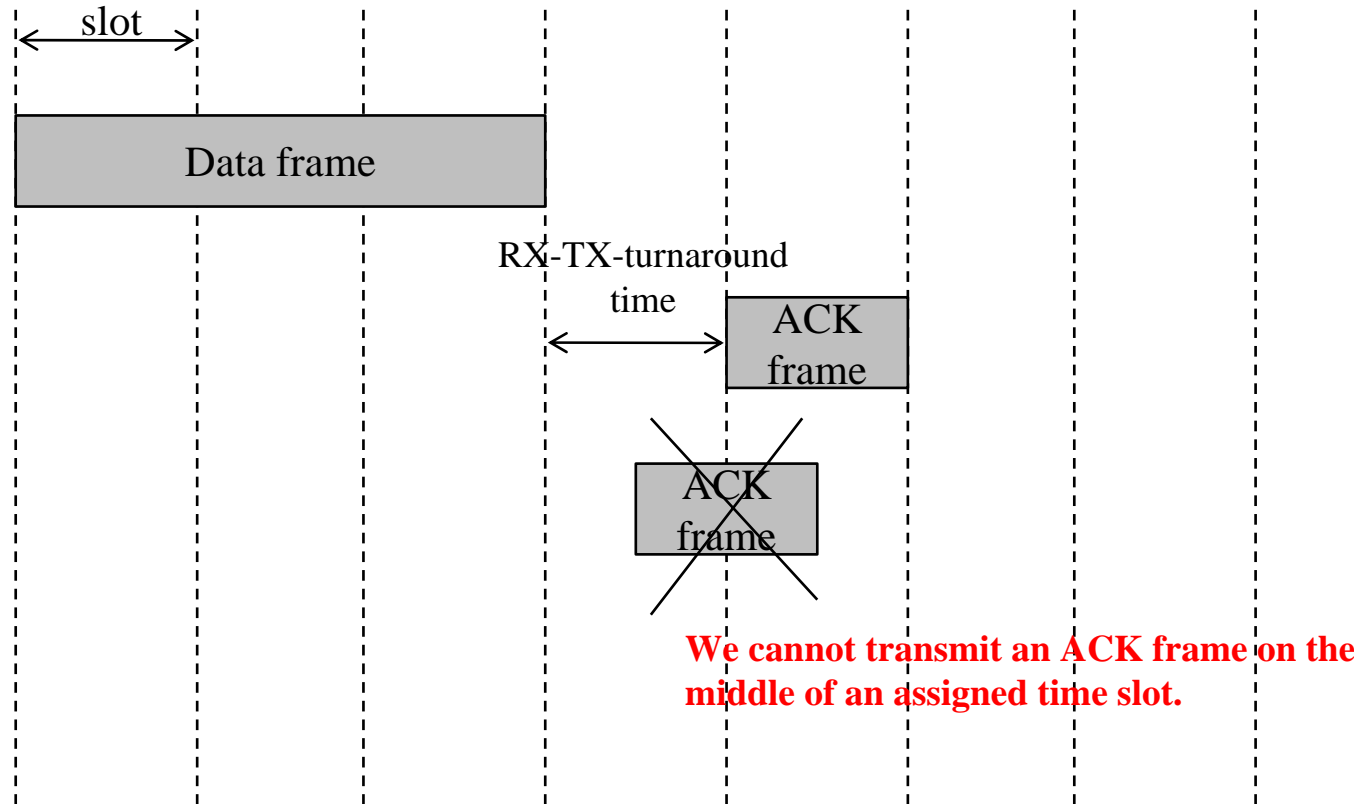 slot
Data frame
RX-TX-turnaround
time
ACK
frame
ACK
frame
We cannot transmit an ACK frame on the
middle of an assigned time slot.